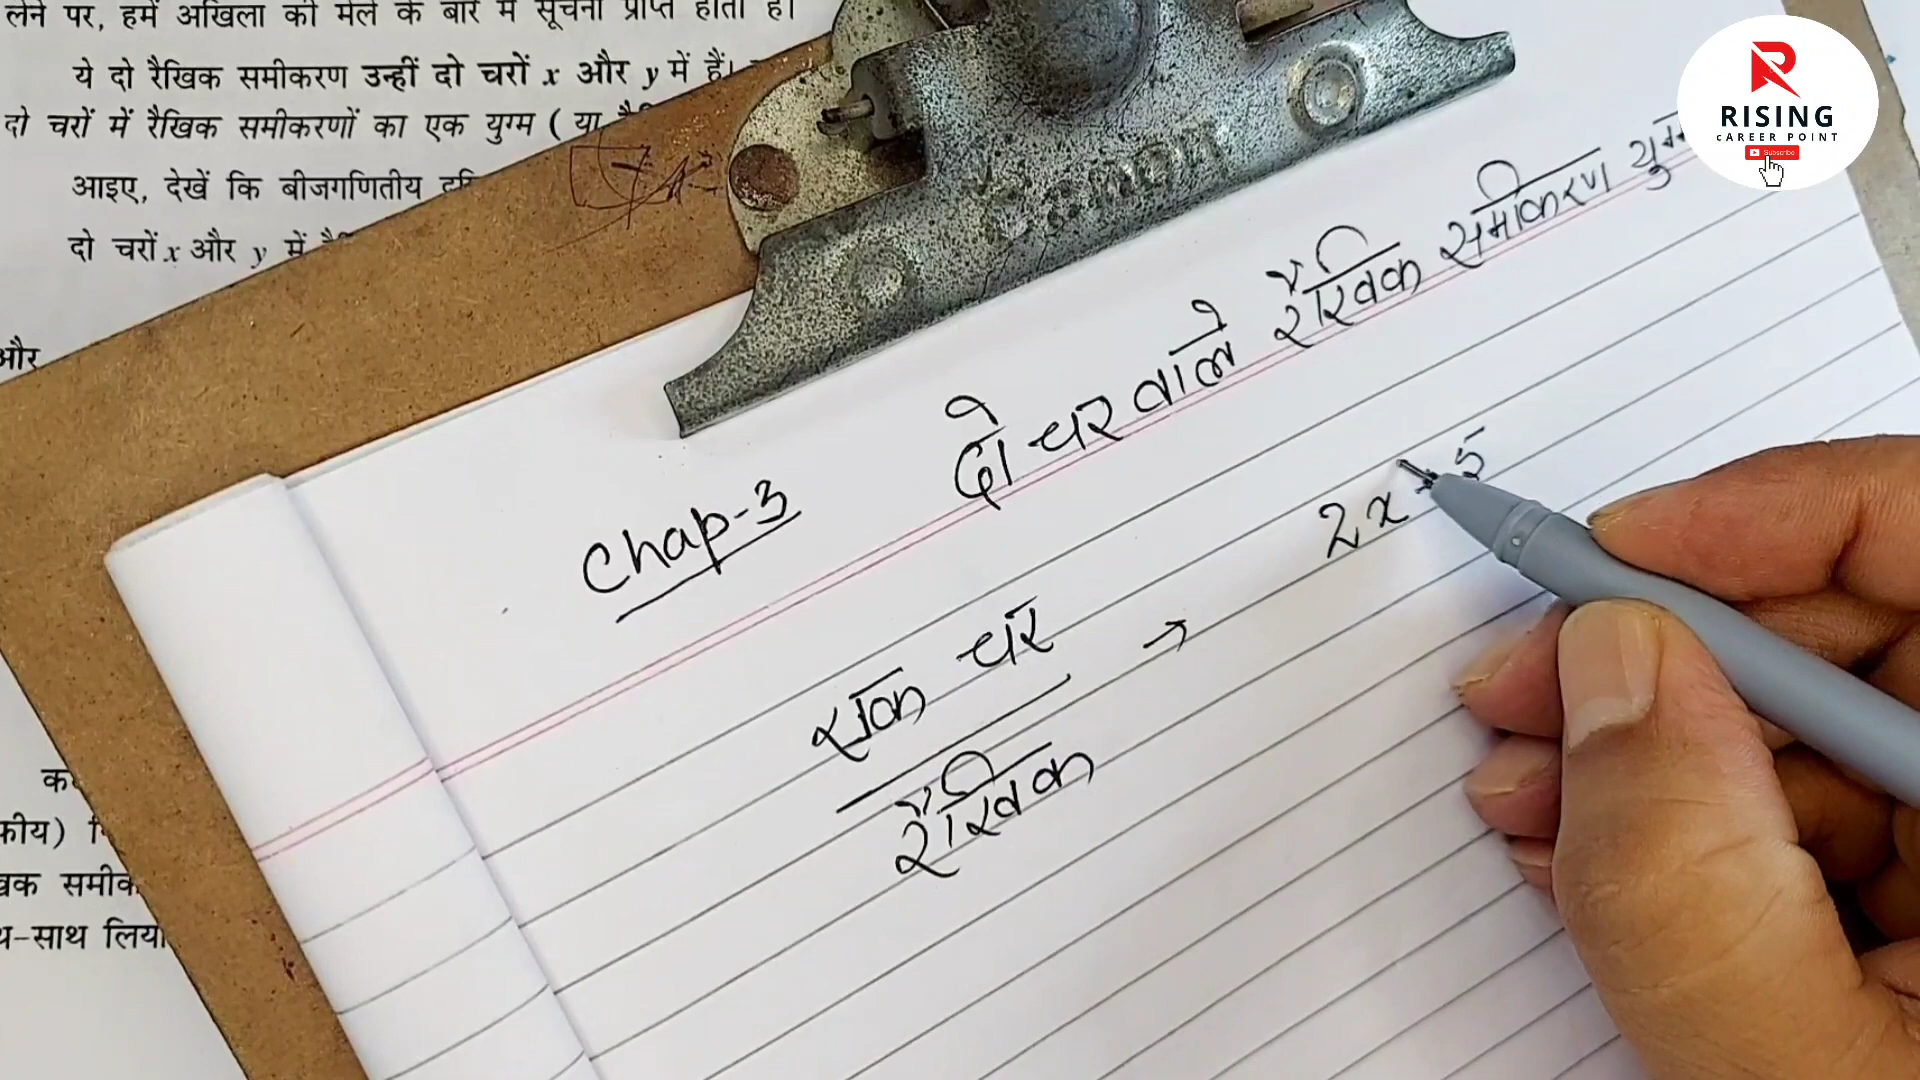 लेने पर, हमें अखिला की मेले के बारे में सूचना प्राप्त होती है।
ये दो रैखिक समीकरण उन्हीं दो चरों x और y में हैं।
दो चरों में रैखिक समीकरणों का एक युग्म ( या
आइए, देखें कि बीजगणितीय
दो चरों x और y में
और
कीय)
समीक
साथ लिया
RISING
CAREER POINT
Subscribe
Chap-3 दो चर वाले रैखिक समीकरण युग्म
एक चर → 2x 5
रैखिक